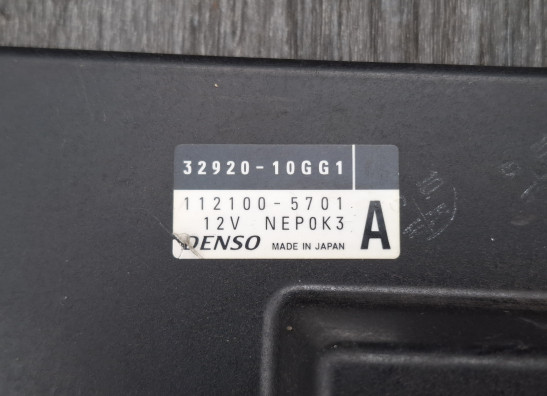 32920-10GG1
112100-5701
12V NEP0K3
A
DENSO MADE IN JAPAN